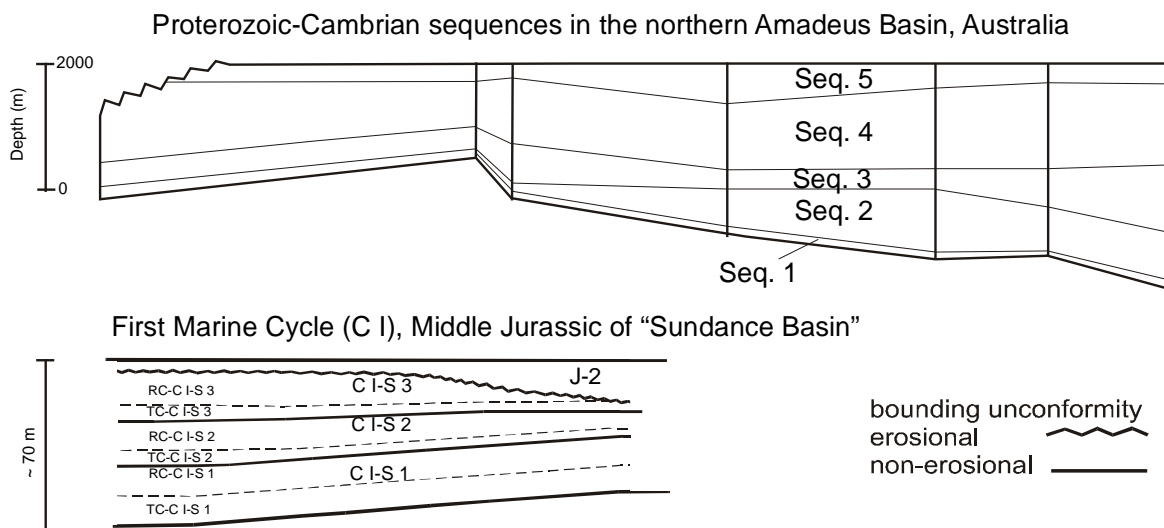 Proterozoic-Cambrian sequences in the northern Amadeus Basin, Australia
2000
Depth (m)
0
Seq. 5
Seq. 4
Seq. 3
Seq. 2
Seq. 1
First Marine Cycle (C I), Middle Jurassic of “Sundance Basin”
~ 70 m
RC-C I-S 3
C I-S 3
J-2
TC-C I-S 3
C I-S 2
RC-C I-S 2
TC-C I-S 2
RC-C I-S 1
C I-S 1
TC-C I-S 1
bounding unconformity
erosional
non-erosional